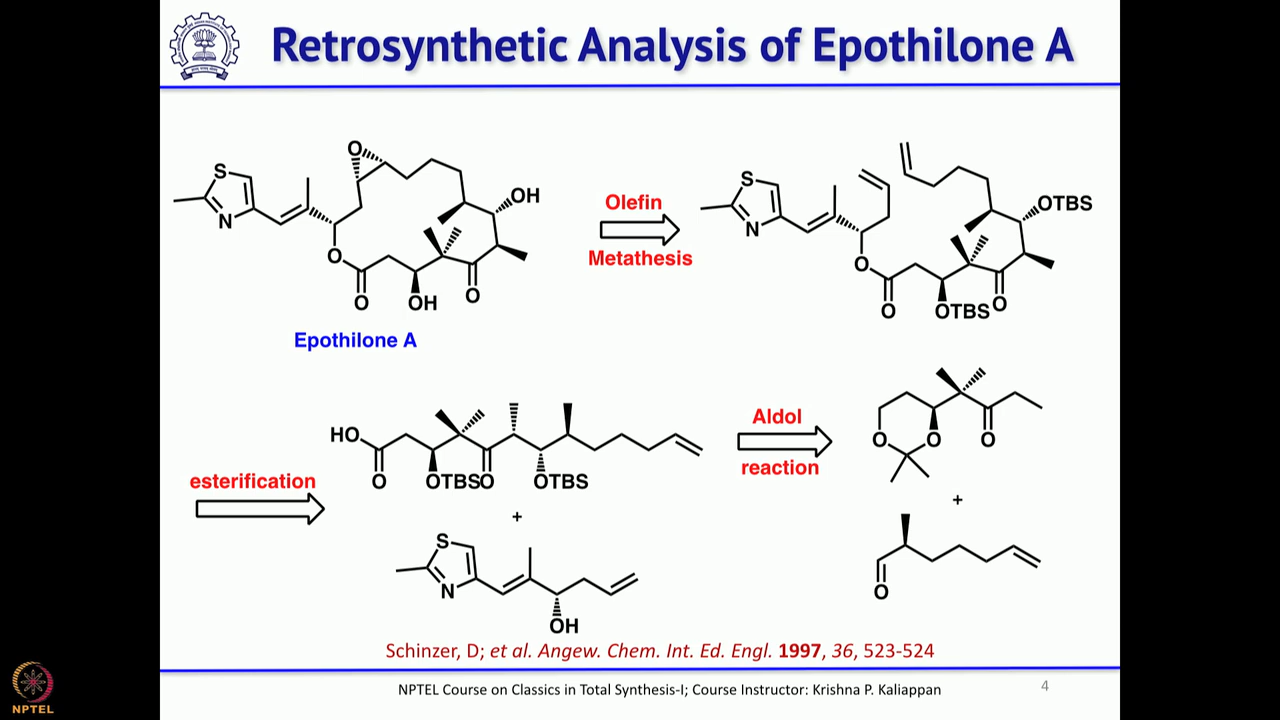 Retrosynthetic Analysis of Epothilone A
O
S
N
OH
O
O
OH
O
Epothilone A
Olefin
Metathesis
S
N
OTBS
O
O
OTBS
O
esterification
HO
O
OTBS
O
OTBS
+
S
N
OH
Aldol
reaction
O
O
O
+
O
Schinzer, D; et al. Angew. Chem. Int. Ed. Engl. 1997, 36, 523-524
NPTEL
NPTEL Course on Classics in Total Synthesis-I; Course Instructor: Krishna P. Kaliappan
4